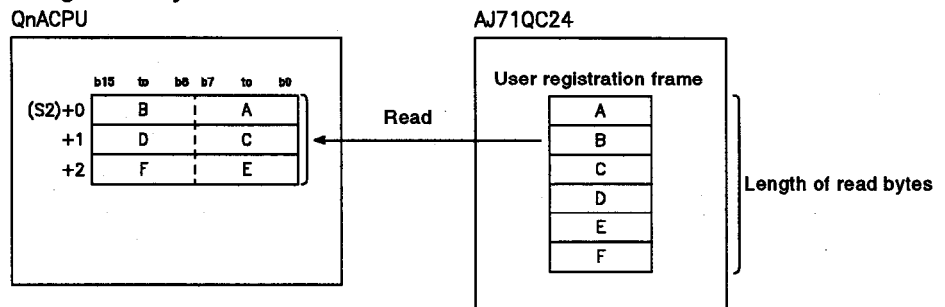 QnACPU
AJ71QC24
b15 to b8 b7 to b0
User registration frame
(S2)+0 B A
+1 D C
+2 F E
Read
A
B
C
D
E
F
Length of read bytes